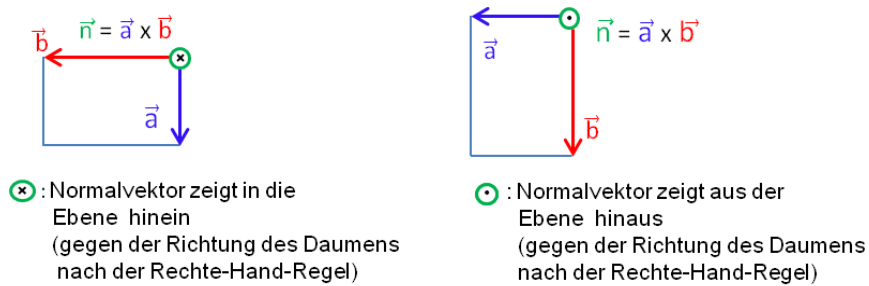 n⃗ = a⃗ x b⃗
b⃗
a⃗
ⓧ : Normalvektor zeigt in die
Ebene hinein
(gegen der Richtung des Daumens
nach der Rechte-Hand-Regel)
n⃗ = a⃗ x b⃗
a⃗
b⃗
⊙ : Normalvektor zeigt aus der
Ebene hinaus
(gegen der Richtung des Daumens
nach der Rechte-Hand-Regel)